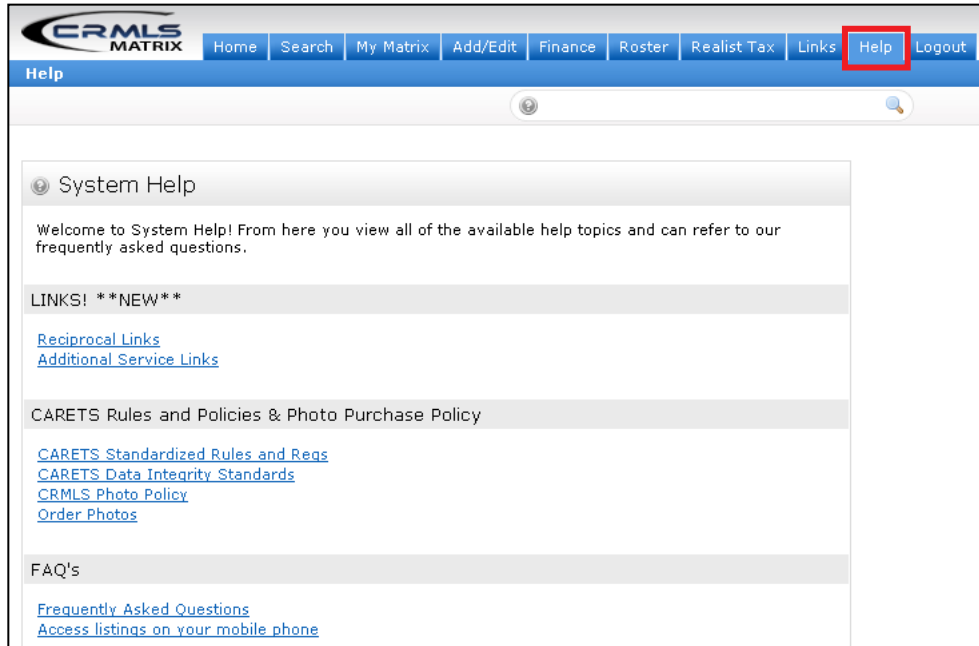 CRMLS
MATRIX
Home Search My Matrix Add/Edit Finance Roster Realist Tax Links Help Logout
Help
System Help
Welcome to System Help! From here you view all of the available help topics and can refer to our
frequently asked questions.
LINKS! **NEW**
Reciprocal Links
Additional Service Links
CARETS Rules and Policies & Photo Purchase Policy
CARETS Standardized Rules and Regs
CARETS Data Integrity Standards
CRMLS Photo Policy
Order Photos
FAQ's
Frequently Asked Questions
Access listings on your mobile phone